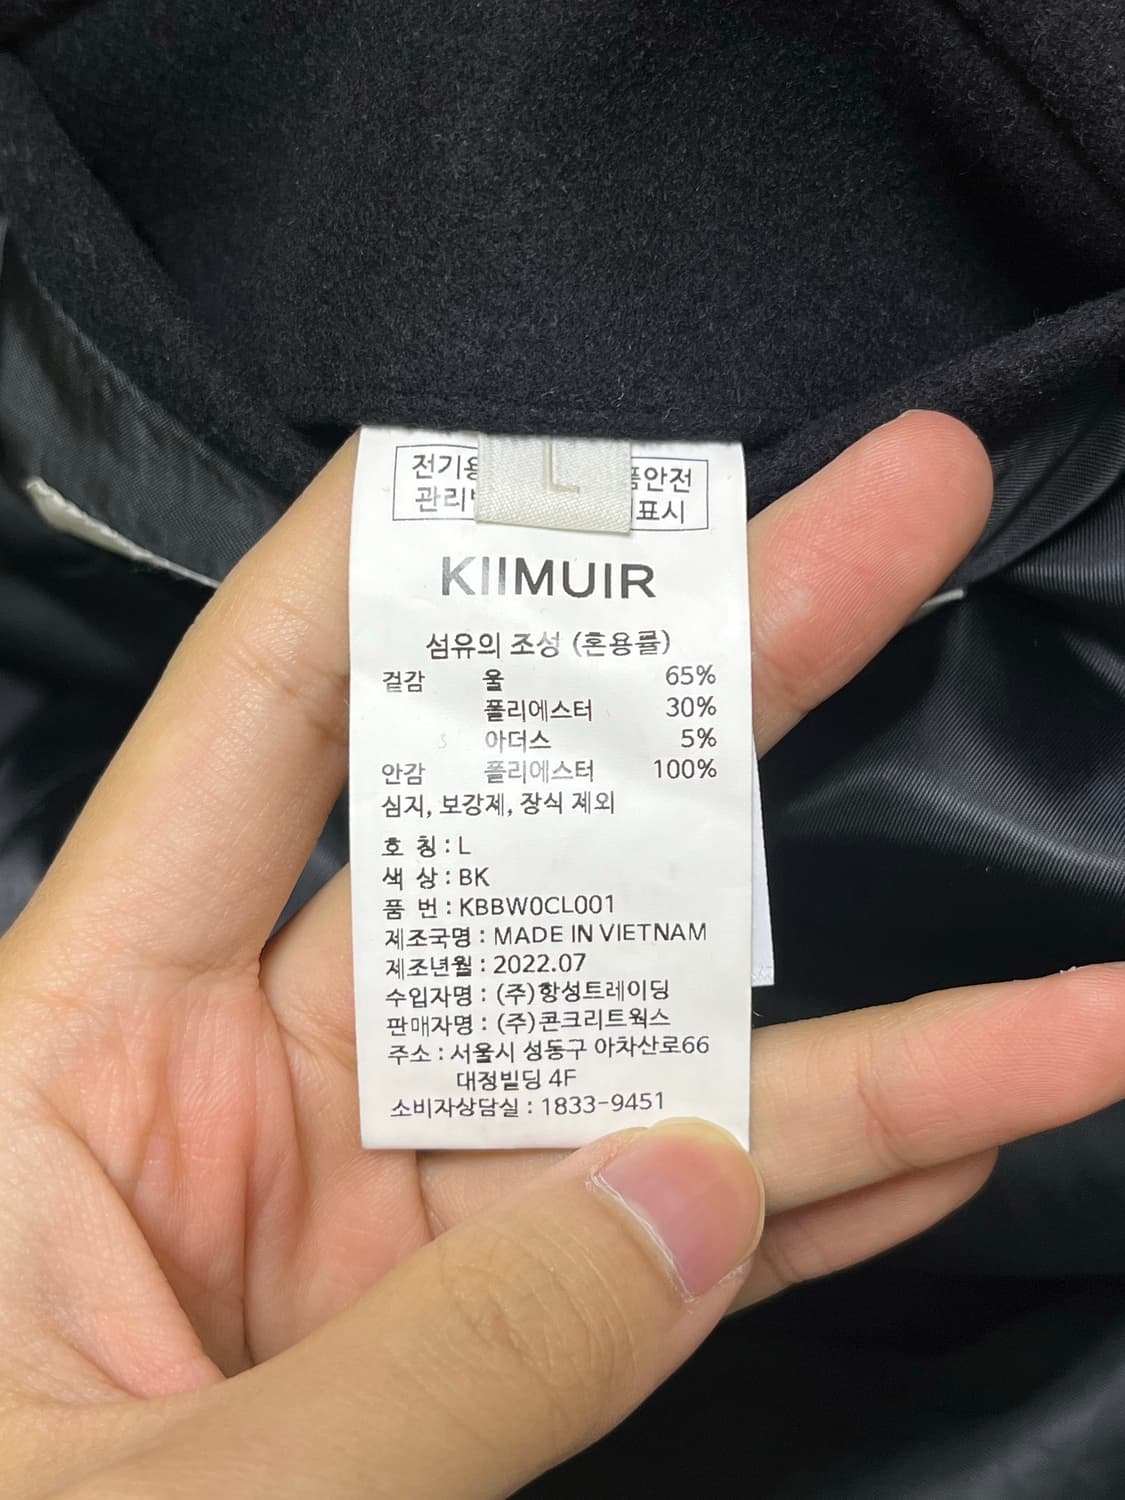 L
전기용 품안전
표시
KIIMUIR
섬유의 조성 (혼용률)
겉감 울 65%
폴리에스터 30%
아더스 5%
안감 폴리에스터 100%
심지, 보강제, 장식 제외
호 칭 : L
색 상 : BK
품 번 : KBBW0CL001
제조국명 : MADE IN VIETNAM
제조년월 : 2022.07
수입자명 : (주)항성트레이딩
판매자명 : (주)콘크리트웍스
주소 : 서울시 성동구 아차산로66
대정빌딩 4F
소비자상담실 : 1833-9451